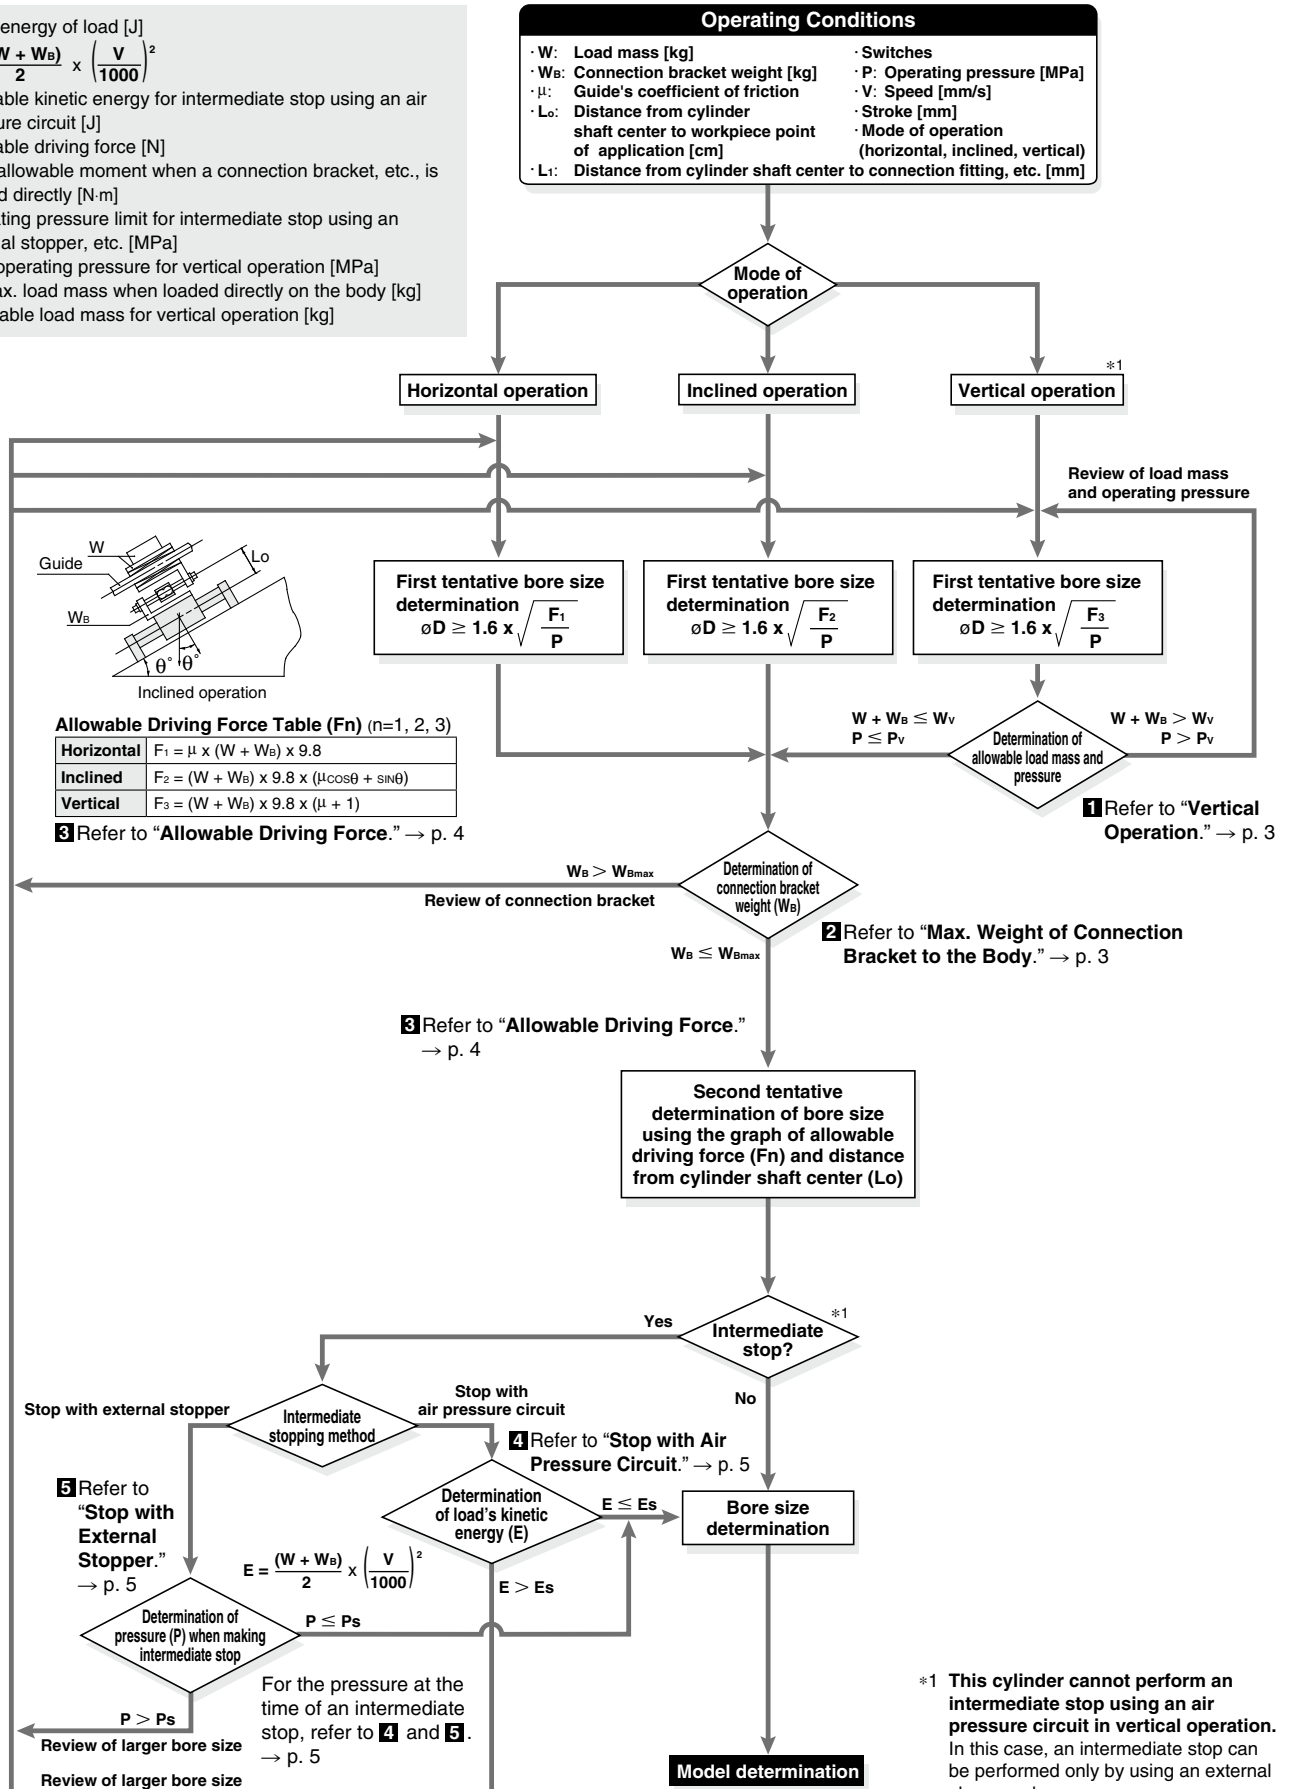 energy of load [J]
W + WB) / 2 x (V / 1000)²
able kinetic energy for intermediate stop using an air
ure circuit [J]
able driving force [N]
allowable moment when a connection bracket, etc., is
d directly [N·m]
ting pressure limit for intermediate stop using an
al stopper, etc. [MPa]
operating pressure for vertical operation [MPa]
ax. load mass when loaded directly on the body [kg]
able load mass for vertical operation [kg]
Operating Conditions
· W: Load mass [kg]
· WB: Connection bracket weight [kg]
· μ: Guide's coefficient of friction
· Lo: Distance from cylinder
shaft center to workpiece point
of application [cm]
· Switches
· P: Operating pressure [MPa]
· V: Speed [mm/s]
· Stroke [mm]
· Mode of operation
(horizontal, inclined, vertical)
· L1: Distance from cylinder shaft center to connection fitting, etc. [mm]
Mode of
operation
*1
Horizontal operation
Inclined operation
Vertical operation
Review of load mass
and operating pressure
W
Guide
Lo
WB
θ° θ°
Inclined operation
First tentative bore size
determination
øD ≥ 1.6 x √ F1 / P
First tentative bore size
determination
øD ≥ 1.6 x √ F2 / P
First tentative bore size
determination
øD ≥ 1.6 x √ F3 / P
Allowable Driving Force Table (Fn) (n=1, 2, 3)
Horizontal F1 = μ x (W + WB) x 9.8
Inclined F2 = (W + WB) x 9.8 x (μCOSθ + SINθ)
Vertical F3 = (W + WB) x 9.8 x (μ + 1)
3 Refer to “Allowable Driving Force.” → p. 4
W + WB ≤ WV
P ≤ PV
Determination of
allowable load mass and
pressure
W + WB > WV
P > PV
1 Refer to “Vertical
Operation.” → p. 3
WB > WBmax
Review of connection bracket
Determination of
connection bracket
weight (WB)
2 Refer to “Max. Weight of Connection
Bracket to the Body.” → p. 3
WB ≤ WBmax
3 Refer to “Allowable Driving Force.”
→ p. 4
Second tentative
determination of bore size
using the graph of allowable
driving force (Fn) and distance
from cylinder shaft center (Lo)
*1
Yes
Intermediate
stop?
No
Stop with external stopper
Intermediate
stopping method
Stop with
air pressure circuit
4 Refer to “Stop with Air
Pressure Circuit.” → p. 5
5 Refer to
“Stop with
External
Stopper.”
→ p. 5
Determination
of load's kinetic
energy (E)
E ≤ Es
Bore size
determination
E = (W + WB) / 2 x (V / 1000)²
E > Es
Determination of
pressure (P) when making
intermediate stop
P ≤ Ps
For the pressure at the
time of an intermediate
stop, refer to 4 and 5.
→ p. 5
P > Ps
Review of larger bore size
Review of larger bore size
Model determination
*1 This cylinder cannot perform an
intermediate stop using an air
pressure circuit in vertical operation.
In this case, an intermediate stop can
be performed only by using an external